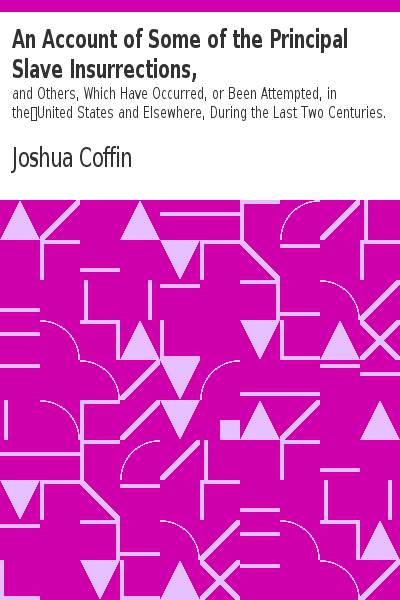 An Account of Some of the Principal
Slave Insurrections,
and Others, Which Have Occurred, or Been Attempted, in
the▯United States and Elsewhere, During the Last Two Centuries.
Joshua Coffin